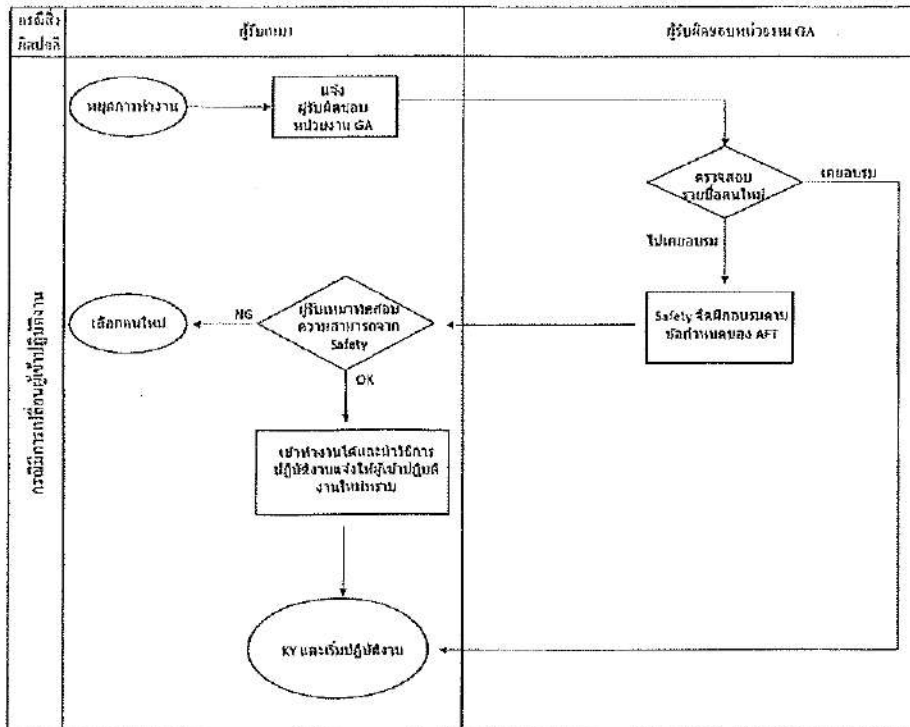 กรณีสิ่ง
ผิดปกติ
ผู้รับเหมา
ผู้รับผิดชอบหน่วยงาน GA
กรณีมีการเปลี่ยนผู้เข้าปฏิบัติงาน
หยุดการทำงาน
แจ้ง
ผู้รับผิดชอบ
หน่วยงาน GA
ตรวจสอบ
รายชื่อคนใหม่
เคยอบรม
ไม่เคยอบรม
Safety จัดฝึกอบรมตาม
ข้อกำหนดของ AFT
ผู้รับเหมาทดสอบ
ความสามารถจาก
Safety
NG
เลือกคนใหม่
OK
เข้าทำงานได้และนำวิธีการ
ปฏิบัติงานแจ้งให้ผู้เข้าปฏิบัติ
งานใหม่ทราบ
KY และเริ่มปฏิบัติงาน